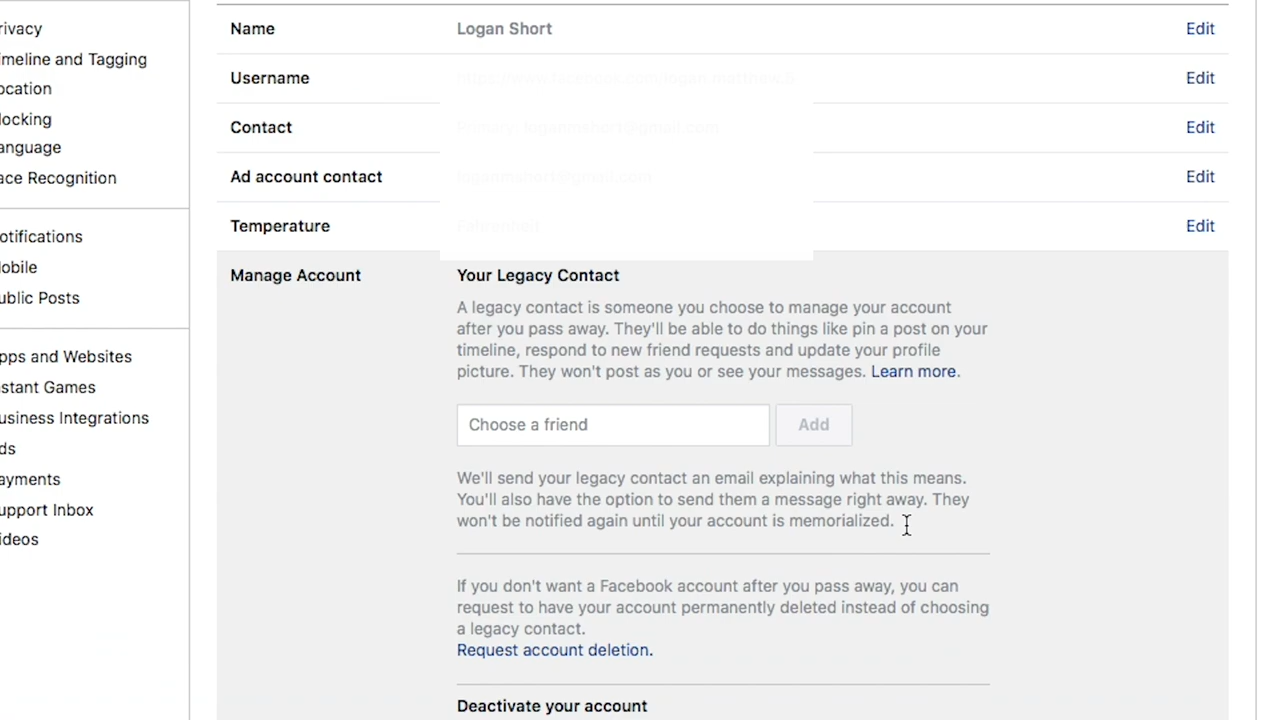 rivacy
imeline and Tagging
ocation
locking
anguage
ace Recognition
otifications
obile
ublic Posts
pps and Websites
nstant Games
usiness Integrations
ds
ayments
upport Inbox
ideos
Name Logan Short Edit
Username Edit
Contact Edit
Ad account contact Edit
Temperature Edit
Manage Account Your Legacy Contact
A legacy contact is someone you choose to manage your account
after you pass away. They'll be able to do things like pin a post on your
timeline, respond to new friend requests and update your profile
picture. They won't post as you or see your messages. Learn more.
Choose a friend Add
We'll send your legacy contact an email explaining what this means.
You'll also have the option to send them a message right away. They
won't be notified again until your account is memorialized.
If you don't want a Facebook account after you pass away, you can
request to have your account permanently deleted instead of choosing
a legacy contact.
Request account deletion.
Deactivate your account